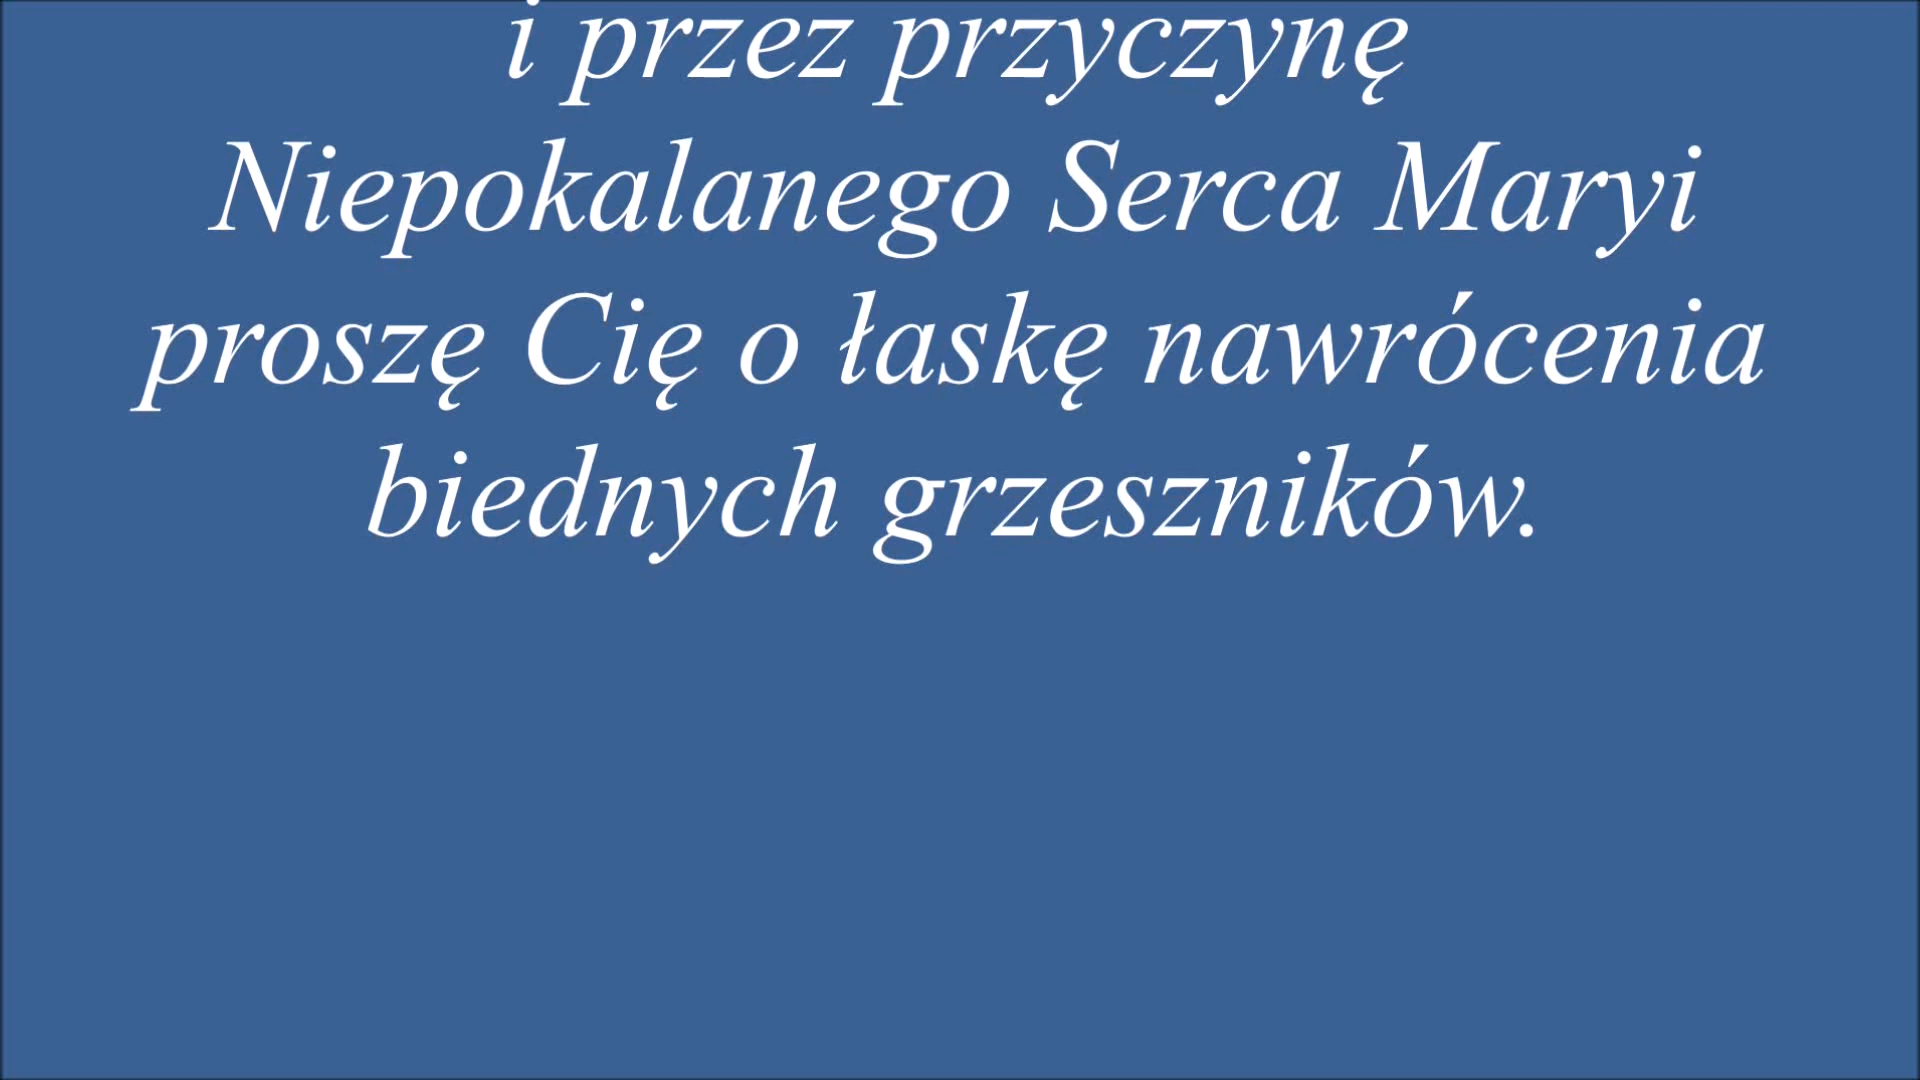 i przez przyczynę
Niepokalanego Serca Maryi
proszę Cię o łaskę nawrócenia
biednych grzeszników.